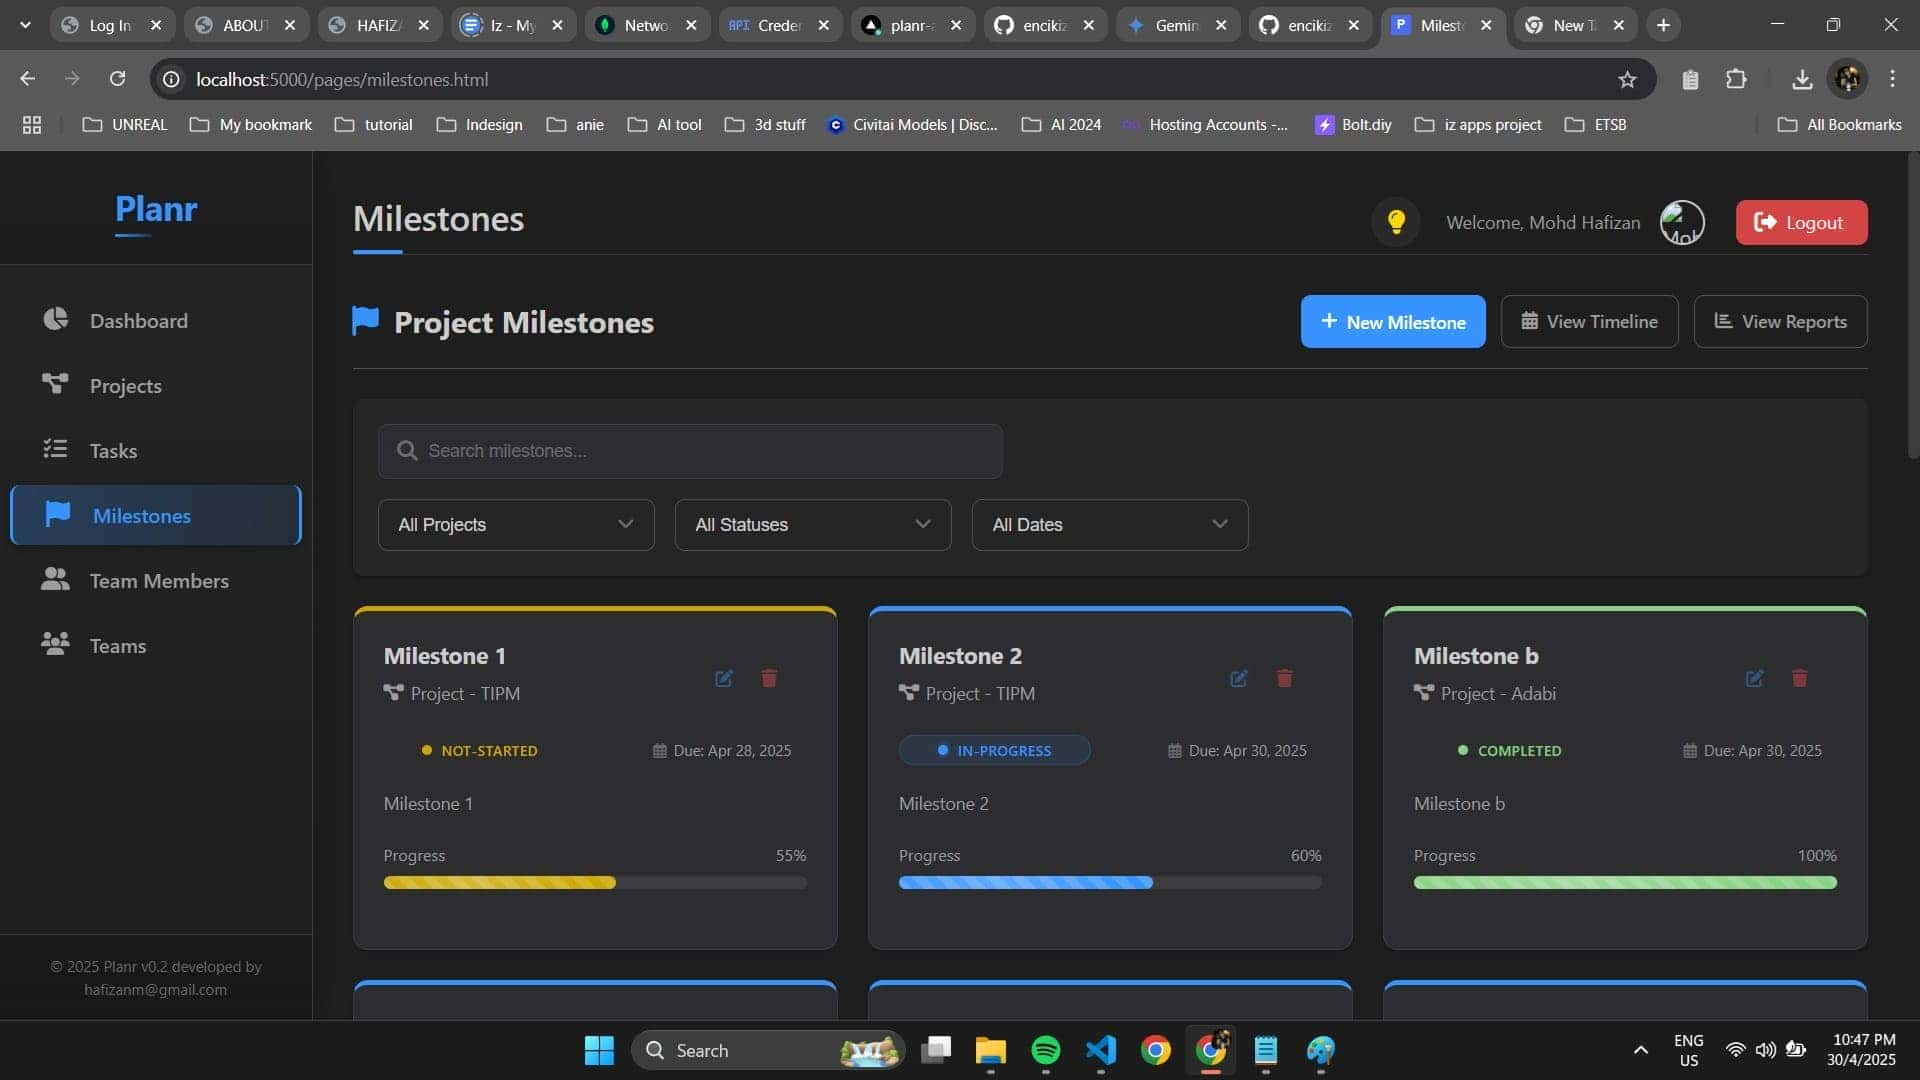 Log In
ABOUT
HAFIZ
Iz - My
Netwo
API Creder
planr-
encikiz
Gemin
encikiz
P Milest
New T
localhost:5000/pages/milestones.html
UNREAL
My bookmark
tutorial
Indesign
anie
AI tool
3d stuff
Civitai Models | Disc...
AI 2024
Hosting Accounts -...
Bolt.diy
iz apps project
ETSB
All Bookmarks
Planr
Dashboard
Projects
Tasks
Milestones
Team Members
Teams
© 2025 Planr v0.2 developed by
hafizanm@gmail.com
Milestones
Welcome, Mohd Hafizan
Moh
Logout
Project Milestones
New Milestone
View Timeline
View Reports
Search milestones...
All Projects
All Statuses
All Dates
Milestone 1
Project - TIPM
NOT-STARTED
Due: Apr 28, 2025
Milestone 1
Progress
55%
Milestone 2
Project - TIPM
IN-PROGRESS
Due: Apr 30, 2025
Milestone 2
Progress
60%
Milestone b
Project - Adabi
COMPLETED
Due: Apr 30, 2025
Milestone b
Progress
100%
Search
ENG
US
10:47 PM
30/4/2025